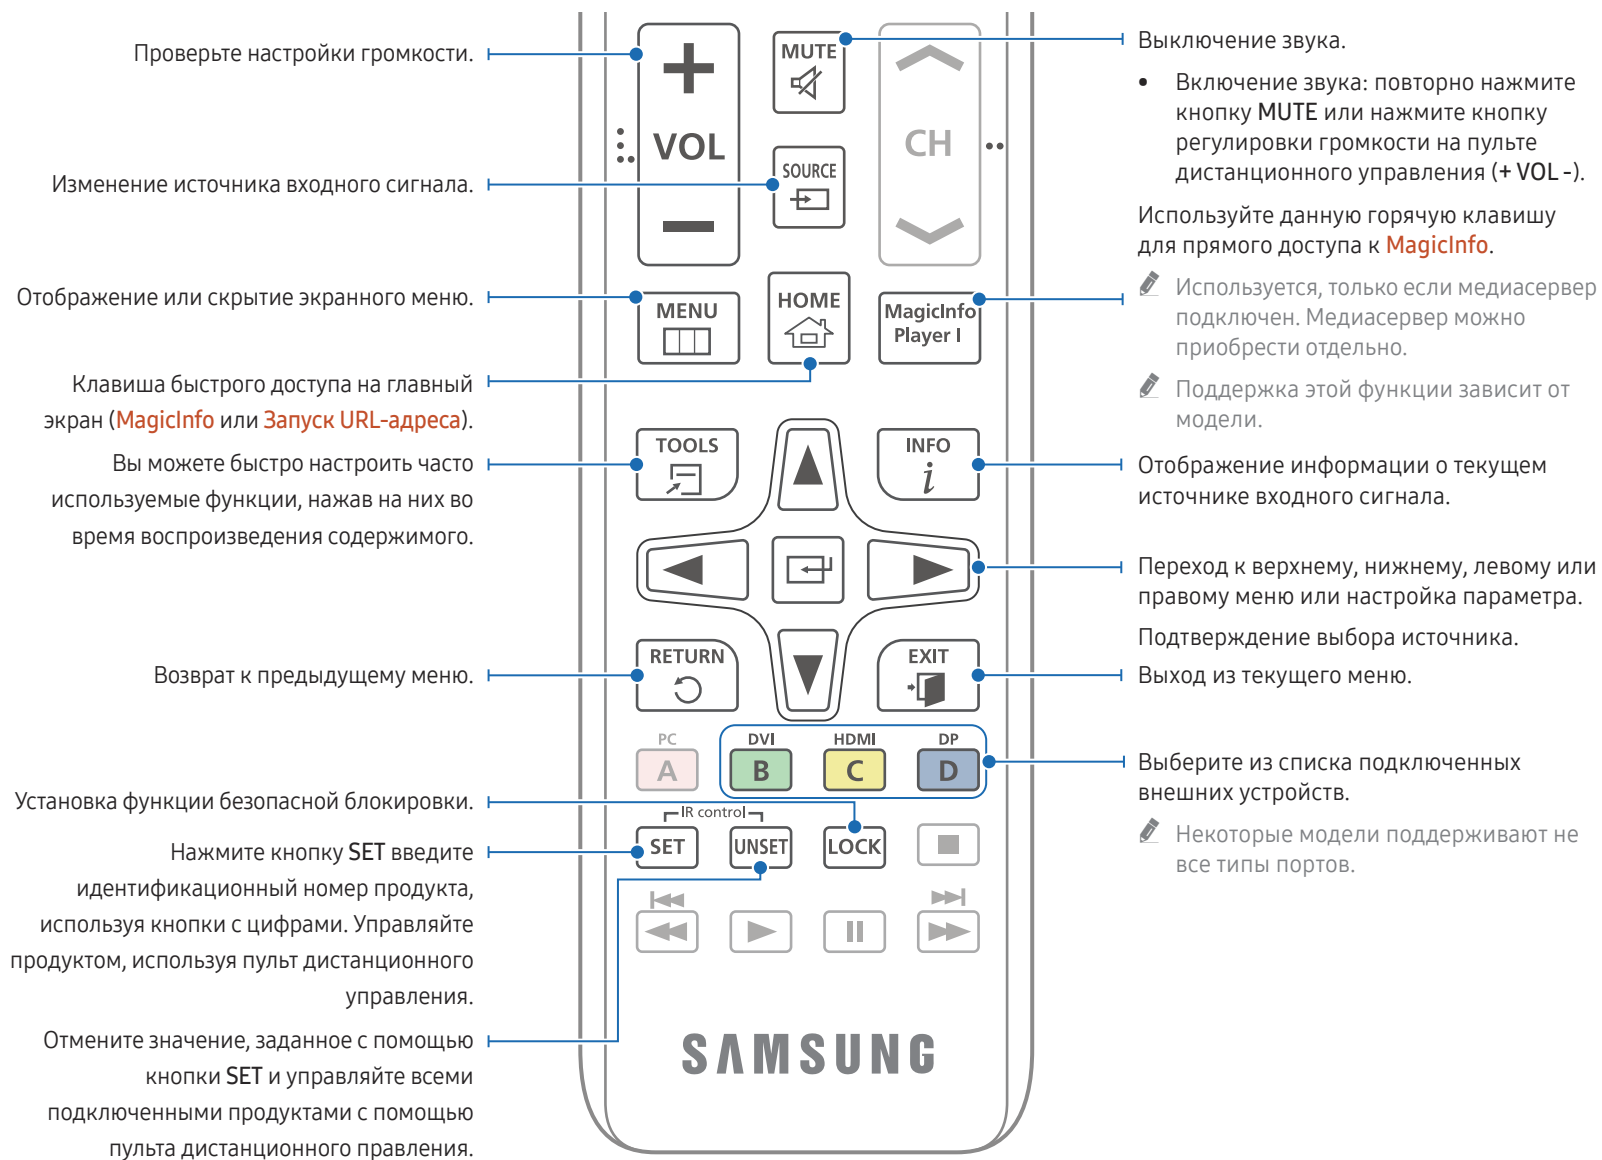 Проверьте настройки громкости.
Изменение источника входного сигнала.
Отображение или скрытие экранного меню.
Клавиша быстрого доступа на главный
экран (MagicInfo или Запуск URL-адреса).
Вы можете быстро настроить часто
используемые функции, нажав на них во
время воспроизведения содержимого.
Возврат к предыдущему меню.
Установка функции безопасной блокировки.
Нажмите кнопку SET введите
идентификационный номер продукта,
используя кнопки с цифрами. Управляйте
продуктом, используя пульт дистанционного
управления.
Отмените значение, заданное с помощью
кнопки SET и управляйте всеми
подключенными продуктами с помощью
пульта дистанционного правления.
VOL
MUTE
CH
SOURCE
MENU
HOME
MagicInfo
Player I
TOOLS
INFO
i
RETURN
EXIT
PC
DVI
HDMI
DP
A
B
C
D
IR control
SET
UNSET
LOCK
SAMSUNG
Выключение звука.
• Включение звука: повторно нажмите
кнопку MUTE или нажмите кнопку
регулировки громкости на пульте
дистанционного управления (+ VOL -).
Используйте данную горячую клавишу
для прямого доступа к MagicInfo.
Используется, только если медиасервер
подключен. Медиасервер можно
приобрести отдельно.
Поддержка этой функции зависит от
модели.
Отображение информации о текущем
источнике входного сигнала.
Переход к верхнему, нижнему, левому или
правому меню или настройка параметра.
Подтверждение выбора источника.
Выход из текущего меню.
Выберите из списка подключенных
внешних устройств.
Некоторые модели поддерживают не
все типы портов.